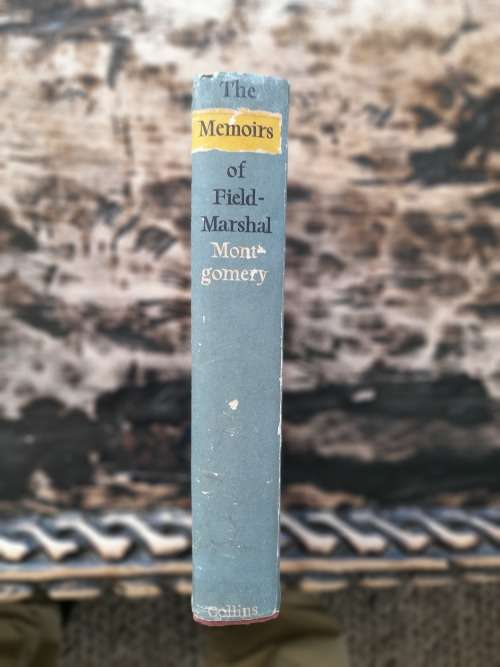 The
Memoirs
of
Field-
Marshal
Mont-
gomery
Collins